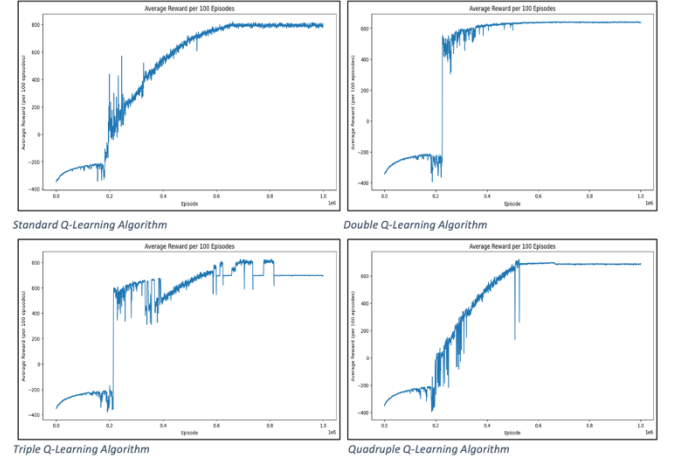 Average Reward per 100 Episodes
Average Reward (per 100 episodes)
800
600
400
200
0
−200
−400
0.0 0.2 0.4 0.6 0.8 1.0
1e6
Episode
Standard Q-Learning Algorithm
Average Reward per 100 Episodes
Average Reward (per 100 episodes)
600
400
200
0
−200
−400
0.0 0.2 0.4 0.6 0.8 1.0
1e6
Episode
Double Q-Learning Algorithm
Average Reward per 100 Episodes
Average Reward (per 100 episodes)
800
600
400
200
0
−200
−400
0.0 0.2 0.4 0.6 0.8 1.0
1e6
Episode
Triple Q-Learning Algorithm
Average Reward per 100 Episodes
Average Reward (per 100 episodes)
600
400
200
0
−200
−400
0.0 0.2 0.4 0.6 0.8 1.0
1e6
Episode
Quadruple Q-Learning Algorithm